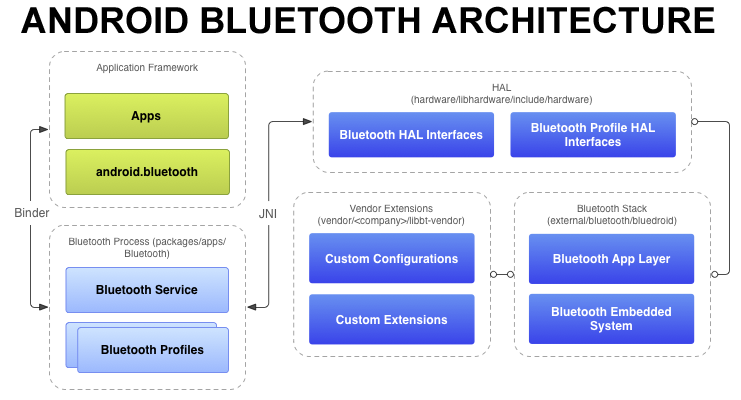 ANDROID BLUETOOTH ARCHITECTURE
Application Framework
Apps
android.bluetooth
Binder
Bluetooth Process (packages/apps/
Bluetooth)
Bluetooth Service
Bluetooth Profiles
JNI
HAL
(hardware/libhardware/include/hardware)
Bluetooth HAL Interfaces
Bluetooth Profile HAL
Interfaces
Vendor Extensions
(vendor/<company>/libbt-vendor)
Custom Configurations
Custom Extensions
Bluetooth Stack
(external/bluetooth/bluedroid)
Bluetooth App Layer
Bluetooth Embedded
System